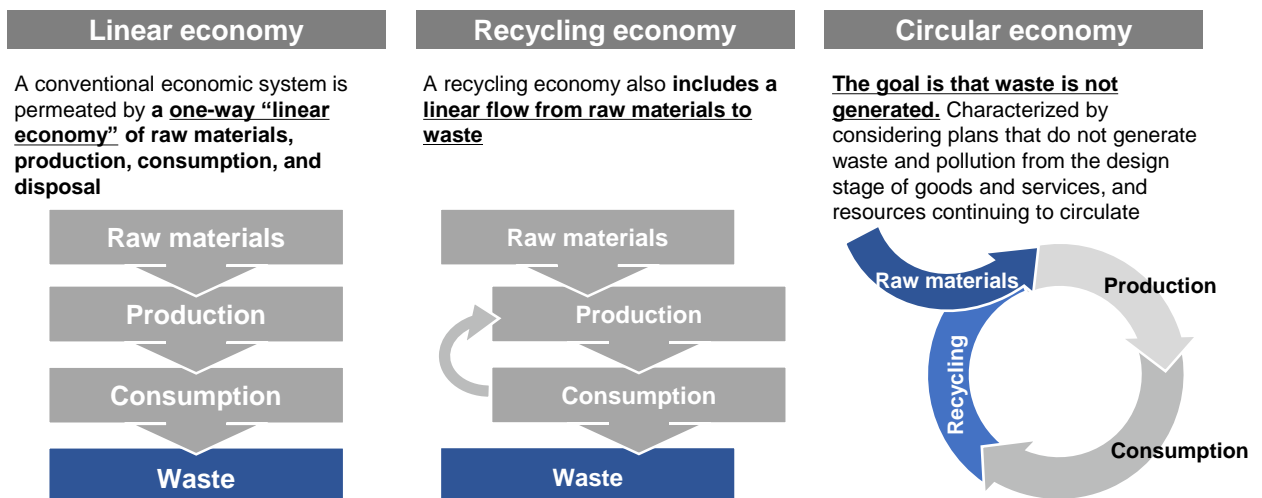 Linear economy
A conventional economic system is
permeated by a one-way “linear
economy” of raw materials,
production, consumption, and
disposal
Raw materials
Production
Consumption
Waste
Recycling economy
A recycling economy also includes a
linear flow from raw materials to
waste
Raw materials
Production
Consumption
Waste
Circular economy
The goal is that waste is not
generated. Characterized by
considering plans that do not generate
waste and pollution from the design
stage of goods and services, and
resources continuing to circulate
Raw materials
Production
Consumption
Recycling